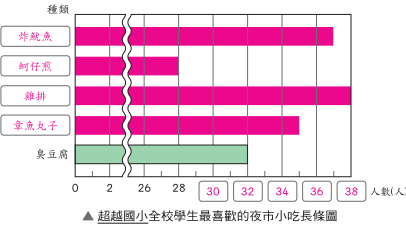 種類
炸魷魚
蚵仔煎
雞排
章魚丸子
臭豆腐
0 2 26 28 30 32 34 36 38 人數(人)
▲ 超越國小全校學生最喜歡的夜市小吃長條圖